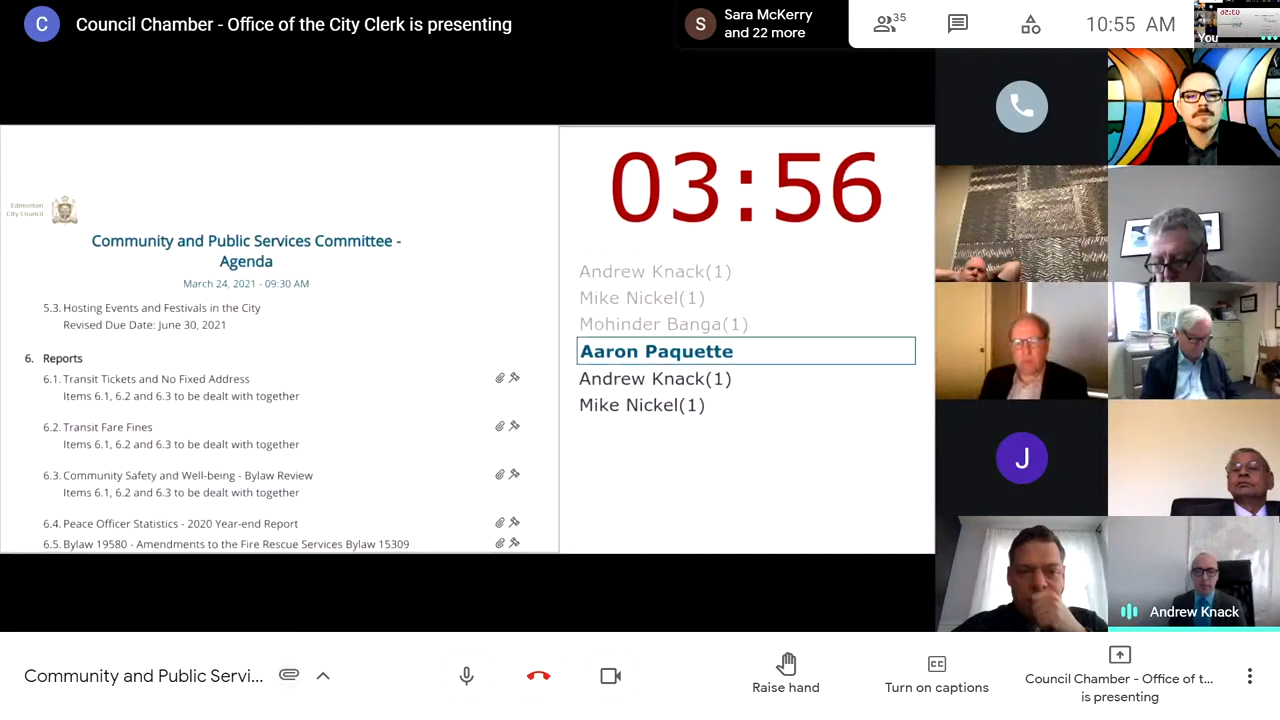 C
Council Chamber - Office of the City Clerk is presenting
S
Sara McKerry
and 22 more
35
10:55 AM
You
Edmonton
City Council
Community and Public Services Committee -
Agenda
March 24, 2021 - 09:30 AM
5.3. Hosting Events and Festivals in the City
Revised Due Date: June 30, 2021
6. Reports
6.1. Transit Tickets and No Fixed Address
Items 6.1, 6.2 and 6.3 to be dealt with together
6.2. Transit Fare Fines
Items 6.1, 6.2 and 6.3 to be dealt with together
6.3. Community Safety and Well-being - Bylaw Review
Items 6.1, 6.2 and 6.3 to be dealt with together
6.4. Peace Officer Statistics - 2020 Year-end Report
6.5. Bylaw 19580 - Amendments to the Fire Rescue Services Bylaw 15309
03:56
Andrew Knack(1)
Mike Nickel(1)
Mohinder Banga(1)
Aaron Paquette
Andrew Knack(1)
Mike Nickel(1)
J
Andrew Knack
Community and Public Servi...
Raise hand
CC
Turn on captions
Council Chamber - Office of t...
is presenting